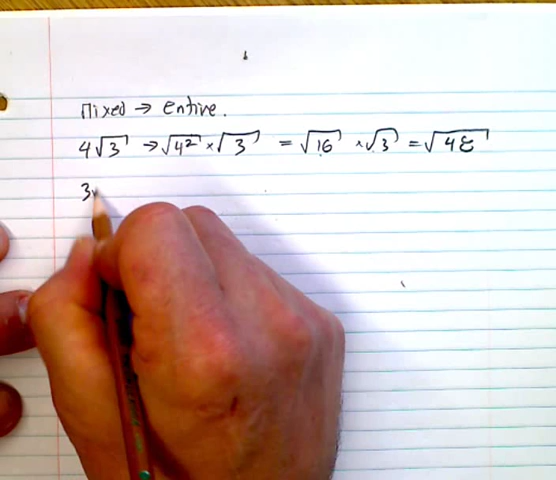 Mixed → Entire.
4√3 → √4² × √3 = √16 × √3 = √48
3